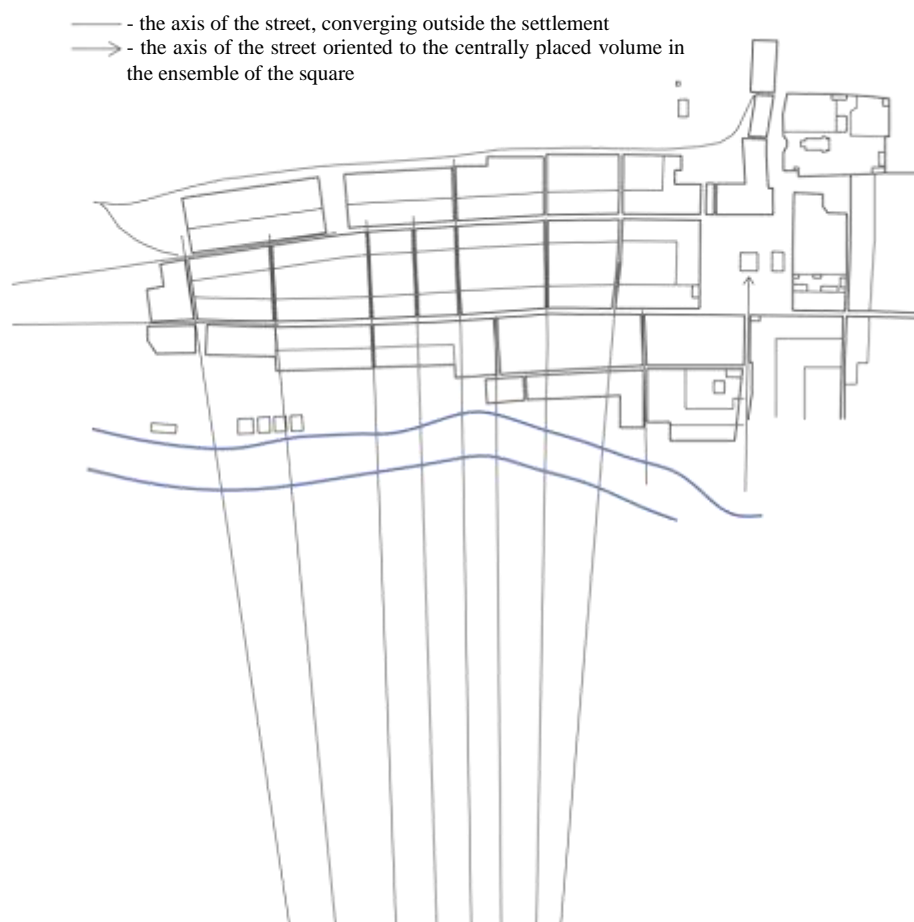 - the axis of the street, converging outside the settlement
- the axis of the street oriented to the centrally placed volume in
the ensemble of the square